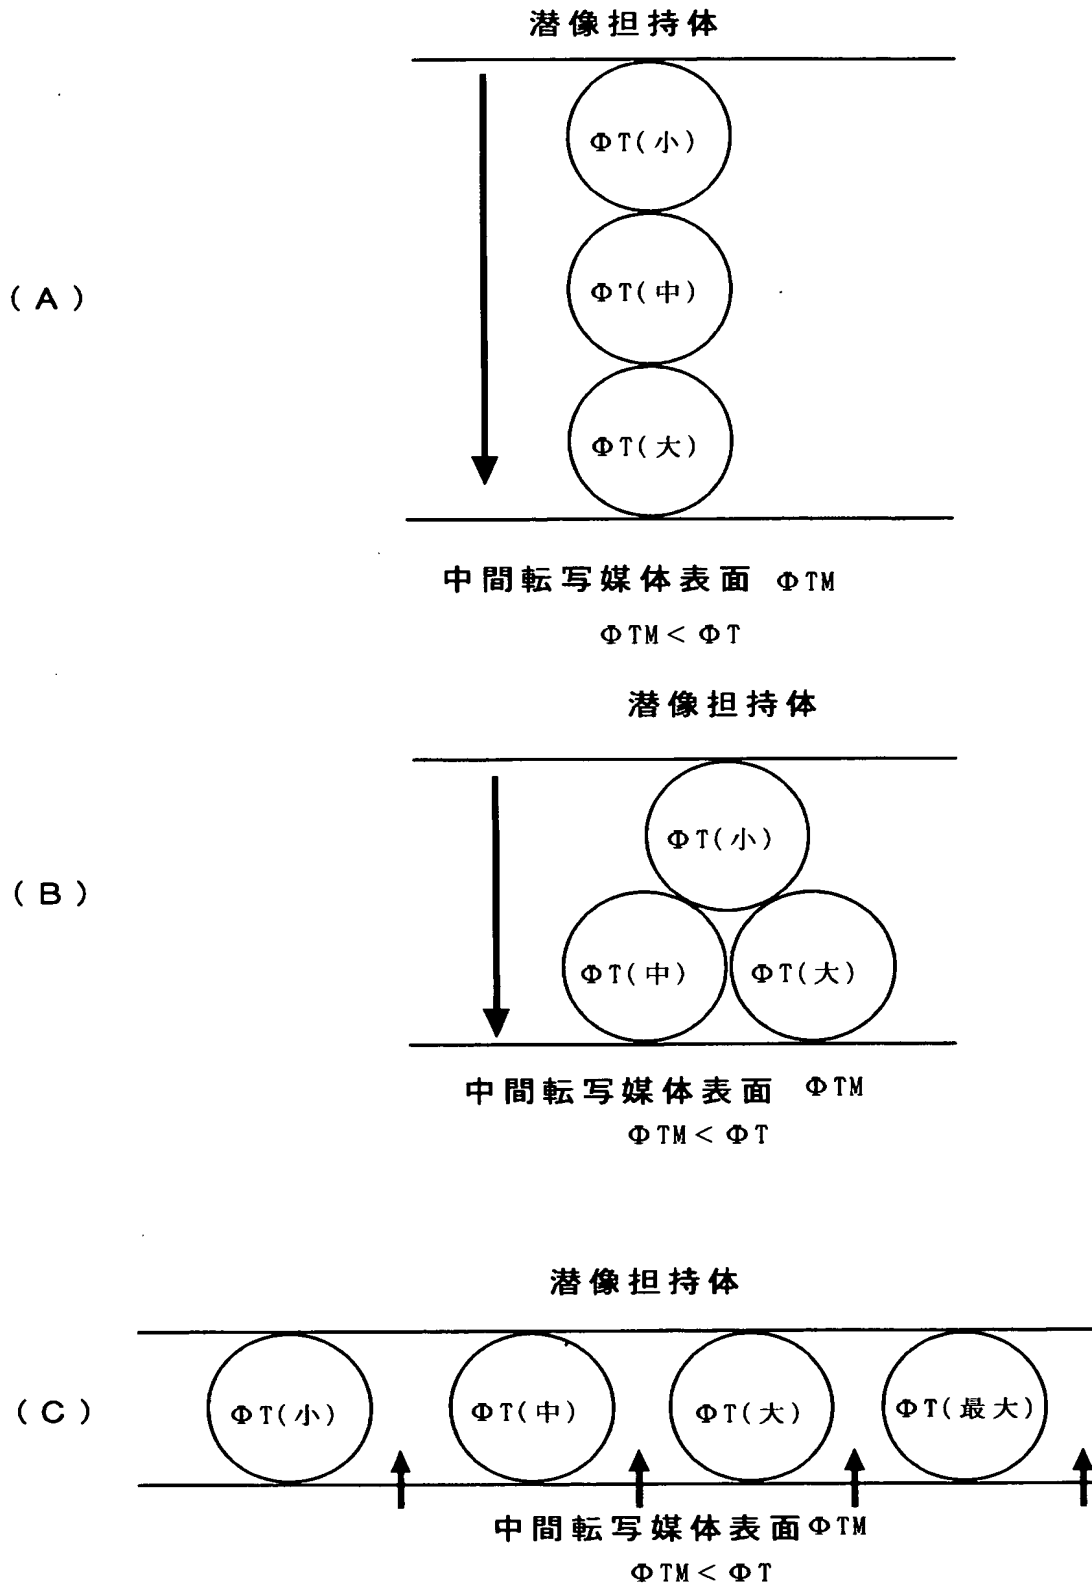 潜像担持体
ΦT(小)
(A)
ΦT(中)
ΦT(大)
中間転写媒体表面 ΦTM
ΦTM < ΦT
潜像担持体
ΦT(小)
(B)
ΦT(中) ΦT(大)
中間転写媒体表面 ΦTM
ΦTM < ΦT
潜像担持体
(C) ΦT(小) ΦT(中) ΦT(大) ΦT(最大)
中間転写媒体表面ΦTM
ΦTM < ΦT